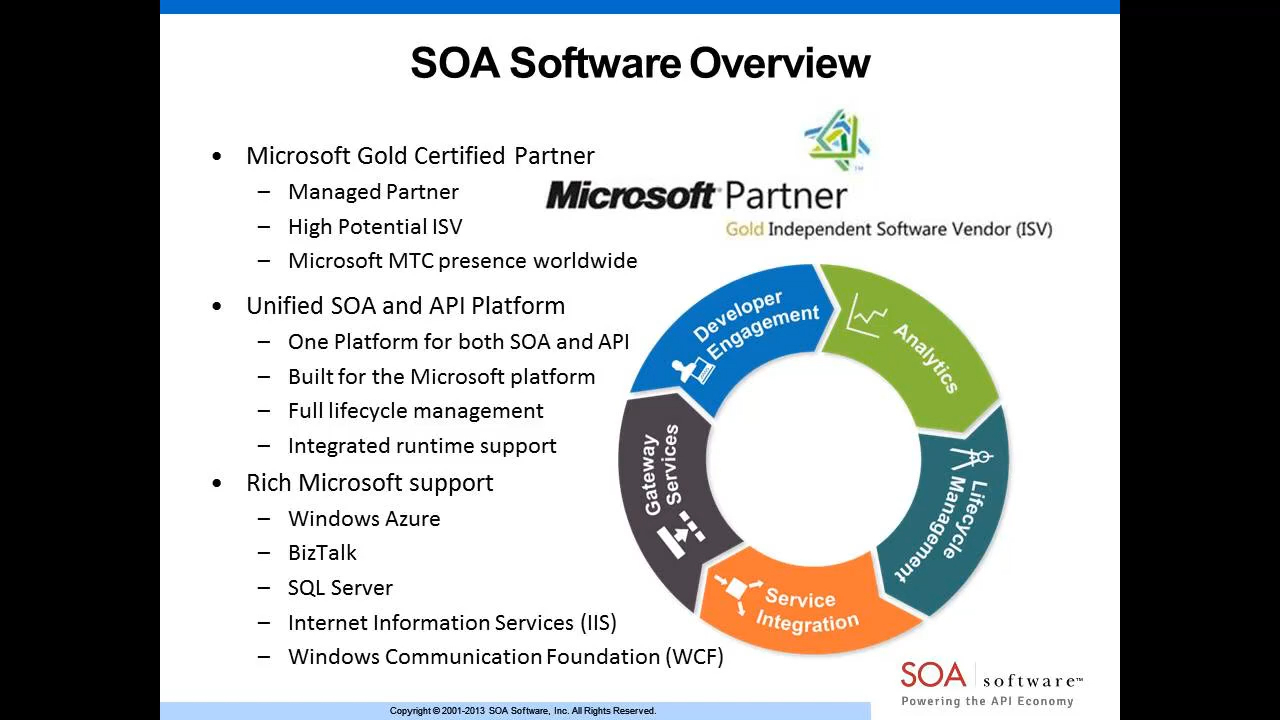 SOA Software Overview
• Microsoft Gold Certified Partner
– Managed Partner
– High Potential ISV
– Microsoft MTC presence worldwide
• Unified SOA and API Platform
– One Platform for both SOA and API
– Built for the Microsoft platform
– Full lifecycle management
– Integrated runtime support
• Rich Microsoft support
– Windows Azure
– BizTalk
– SQL Server
– Internet Information Services (IIS)
– Windows Communication Foundation (WCF)
TM
Microsoft® Partner
Gold Independent Software Vendor (ISV)
Developer
Engagement
Analytics
Lifecycle
Management
Service
Integration
Gateway
Services
SOA software™
Powering the API Economy
Copyright © 2001-2013 SOA Software, Inc. All Rights Reserved.